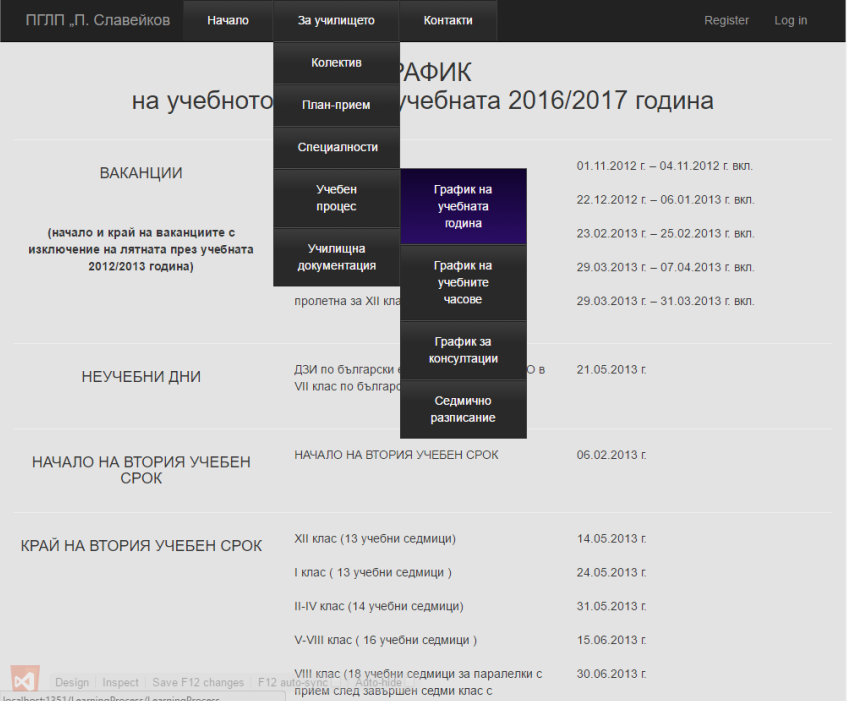 ПГЛП „П. Славейков
Начало
За училището
Контакти
Register
Log in
Колектив
План-прием
Специалности
Учебен
процес
Училищна
документация
График на
учебната
година
График на
учебните
часове
График за
консултации
Седмично
разписание
РАФИК
на учебното учебната 2016/2017 година
ВАКАНЦИИ
(начало и край на ваканциите с
изключение на лятната през учебната
2012/2013 година)
01.11.2012 г. – 04.11.2012 г. вкл.
22.12.2012 г. – 06.01.2013 г. вкл.
23.02.2013 г. – 25.02.2013 г. вкл.
29.03.2013 г. – 07.04.2013 г. вкл.
пролетна за XII кла
29.03.2013 г. – 31.03.2013 г. вкл.
НЕУЧЕБНИ ДНИ
ДЗИ по български е О в
VII клас по българс
21.05.2013 г.
НАЧАЛО НА ВТОРИЯ УЧЕБЕН
СРОК
НАЧАЛО НА ВТОРИЯ УЧЕБЕН СРОК
06.02.2013 г.
КРАЙ НА ВТОРИЯ УЧЕБЕН СРОК
XII клас (13 учебни седмици)
14.05.2013 г.
I клас ( 13 учебни седмици )
24.05.2013 г.
II-IV клас (14 учебни седмици)
31.05.2013 г.
V-VIII клас ( 16 учебни седмици )
15.06.2013 г.
VIII клас (18 учебни седмици за паралелки с
прием след завършен седми клас с
30.06.2013 г.
Design
Inspect
Save F12 changes
F12 auto-sync
Auto-hide
localhost:1351/LearningProcess/LearningProcess